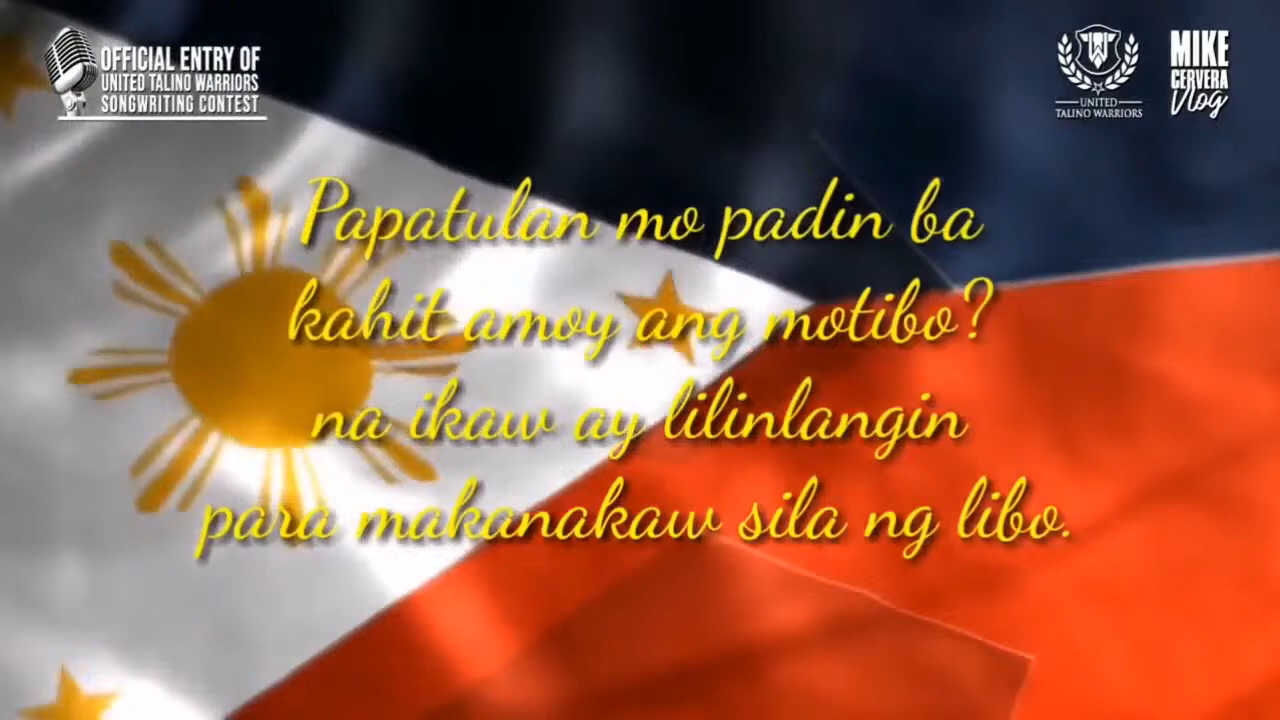 OFFICIAL ENTRY OF
UNITED TALINO WARRIORS
SONGWRITING CONTEST
UNITED
TALINO WARRIORS
MIKE
CERVERA
Vlog
Papatulan mo padin ba
kahit amoy ang motibo?
na ikaw ay lilinlangin
para makanakaw sila ng libo.